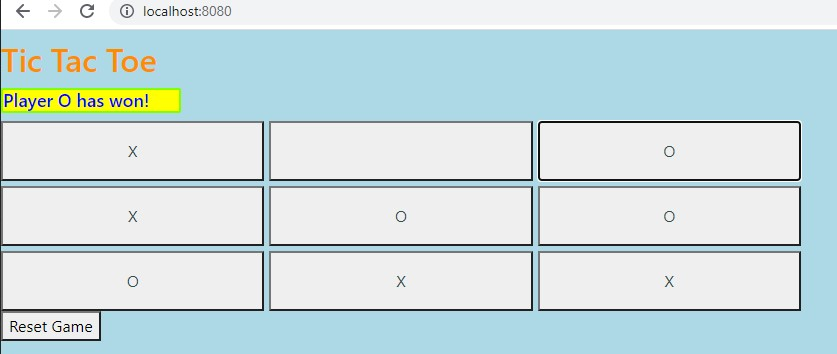 localhost:8080
Tic Tac Toe
Player O has won!
X O
X O O
O X X
Reset Game